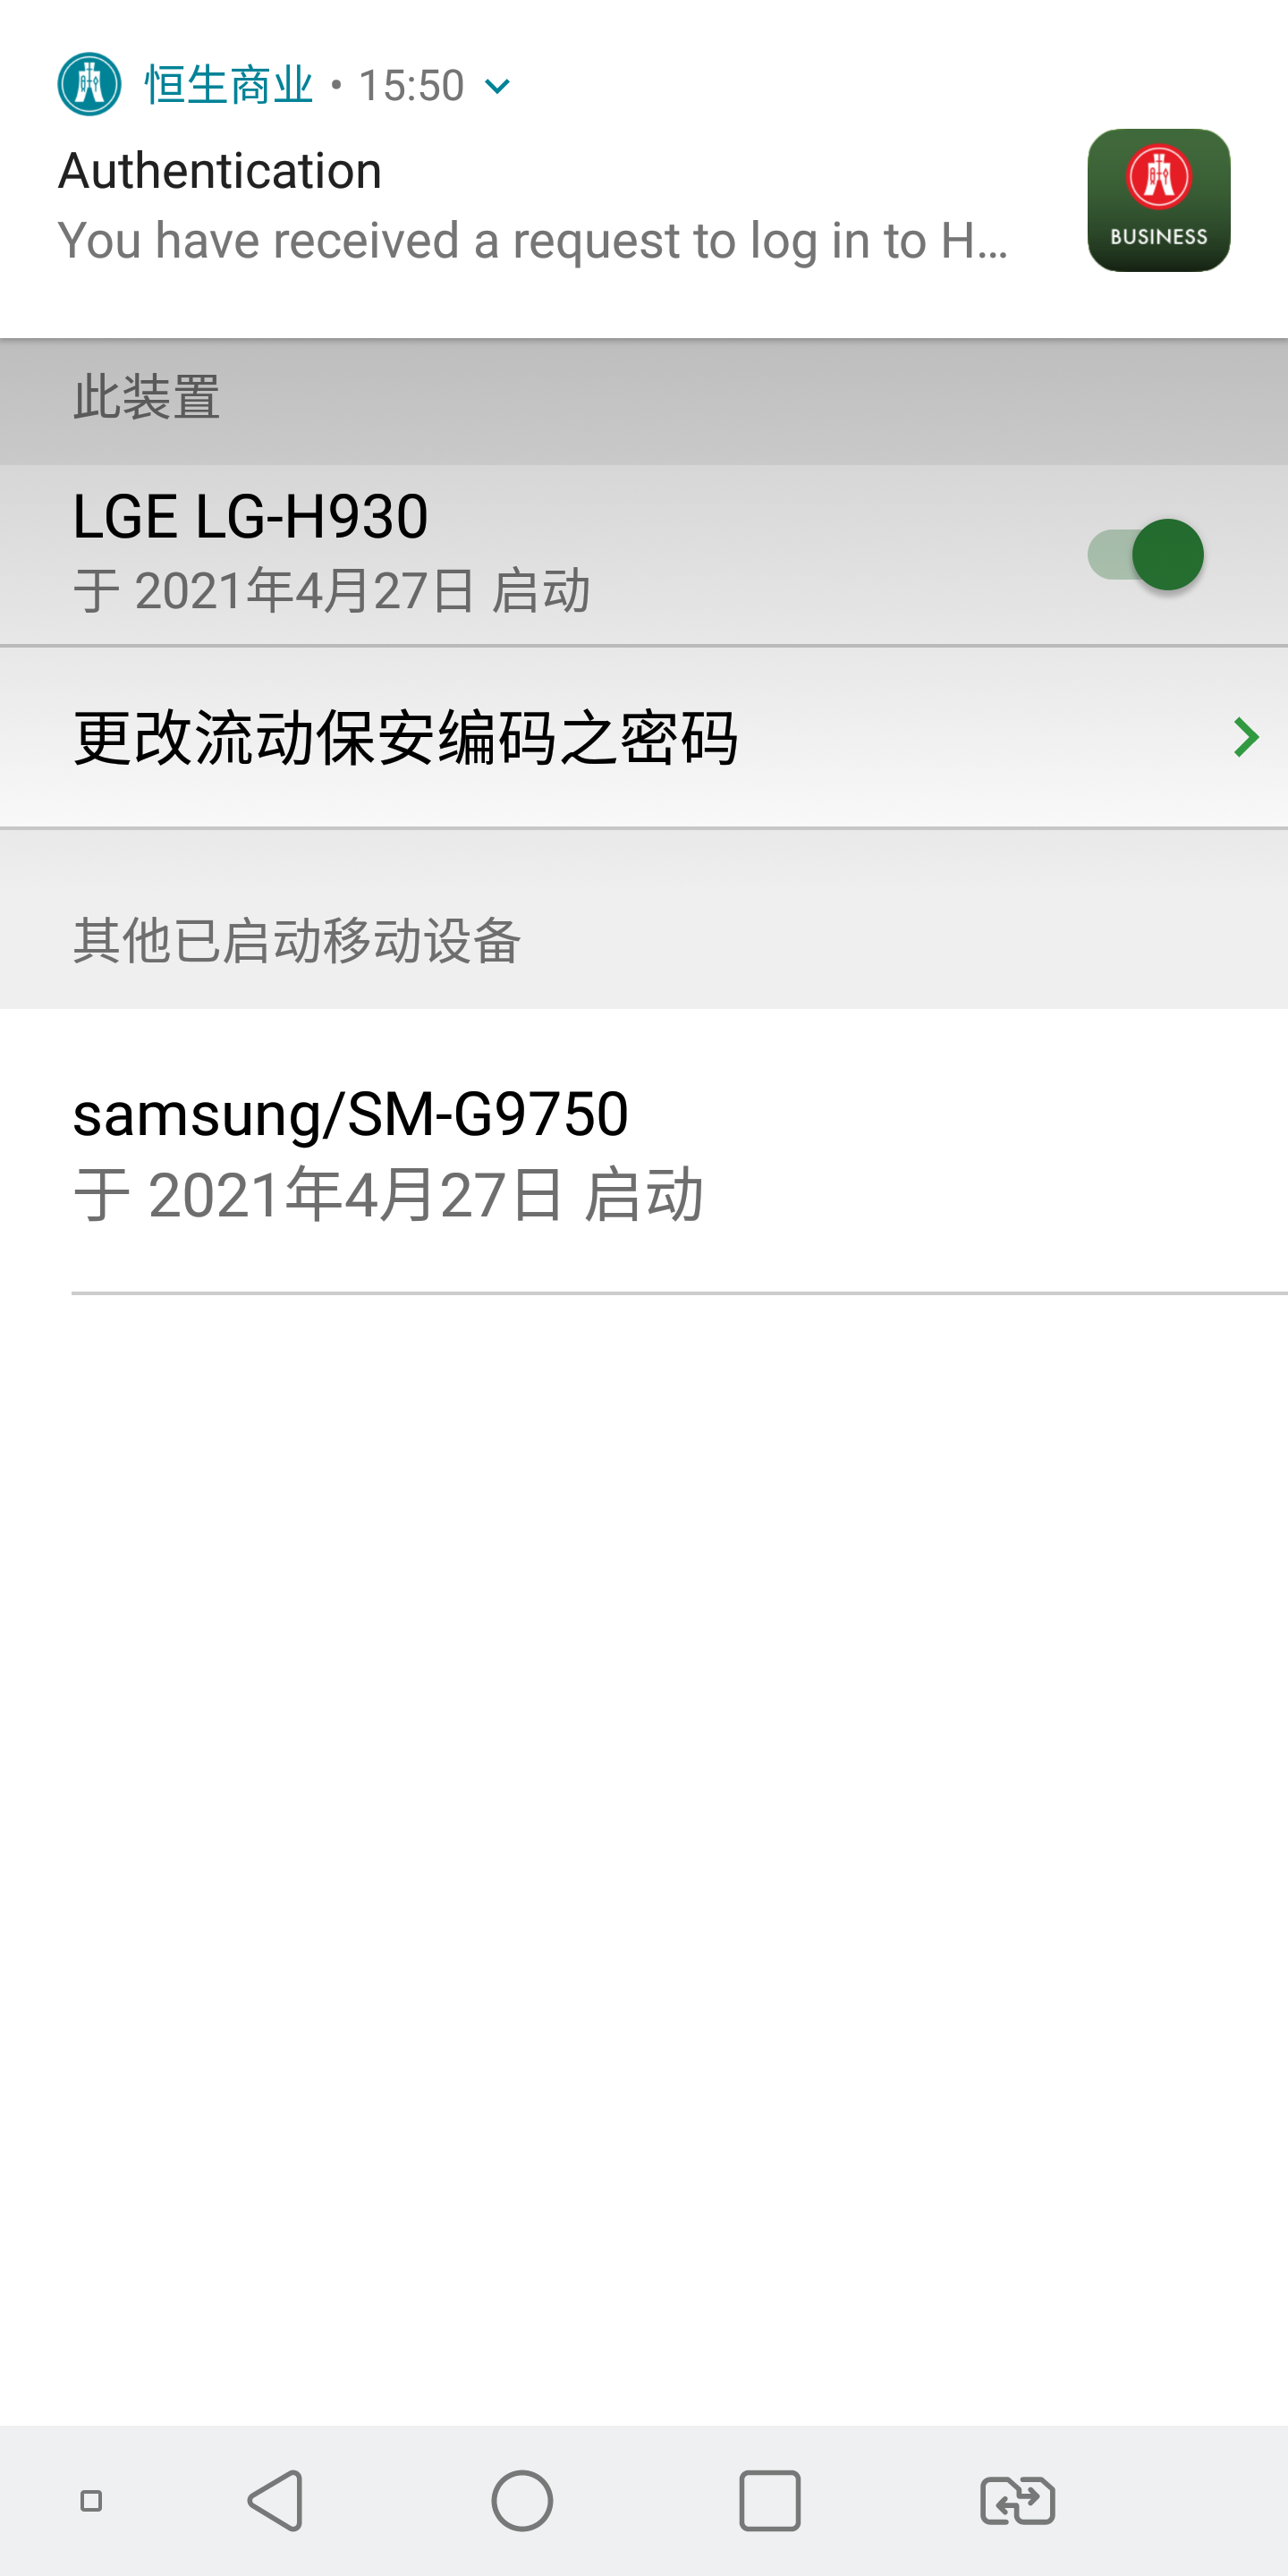 恒生商业 • 15:50
Authentication
You have received a request to log in to H...
BUSINESS
此装置
LGE LG-H930
于 2021年4月27日 启动
更改流动保安编码之密码
其他已启动移动设备
samsung/SM-G9750
于 2021年4月27日 启动